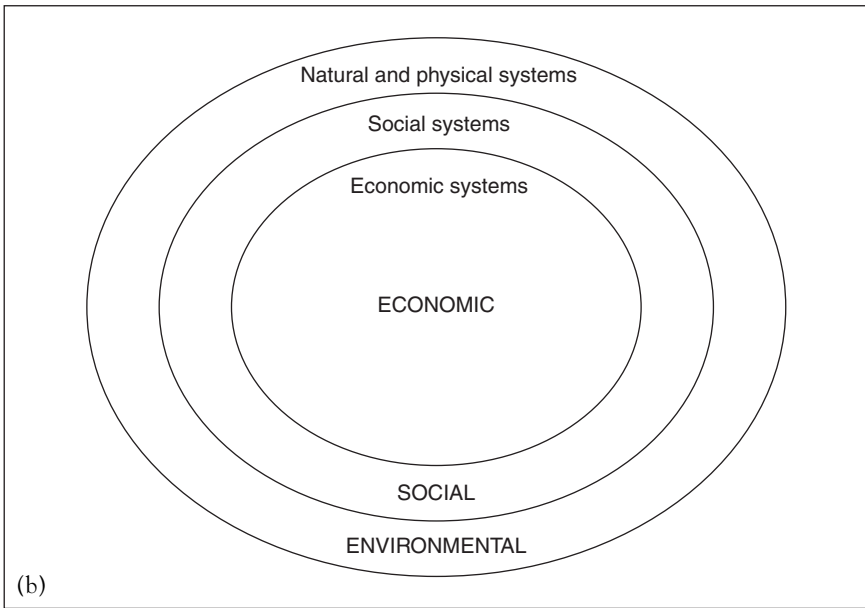 Natural and physical systems
Social systems
Economic systems
ECONOMIC
SOCIAL
ENVIRONMENTAL
(b)